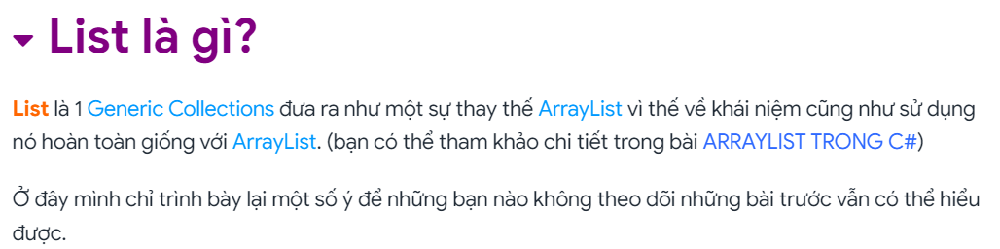 List là gì?
List là 1 Generic Collections đưa ra như một sự thay thế ArrayList vì thế về khái niệm cũng như sử dụng
nó hoàn toàn giống với ArrayList. (bạn có thể tham khảo chi tiết trong bài ARRAYLIST TRONG C#)
Ở đây mình chỉ trình bày lại một số ý để những bạn nào không theo dõi những bài trước vẫn có thể hiểu
được.